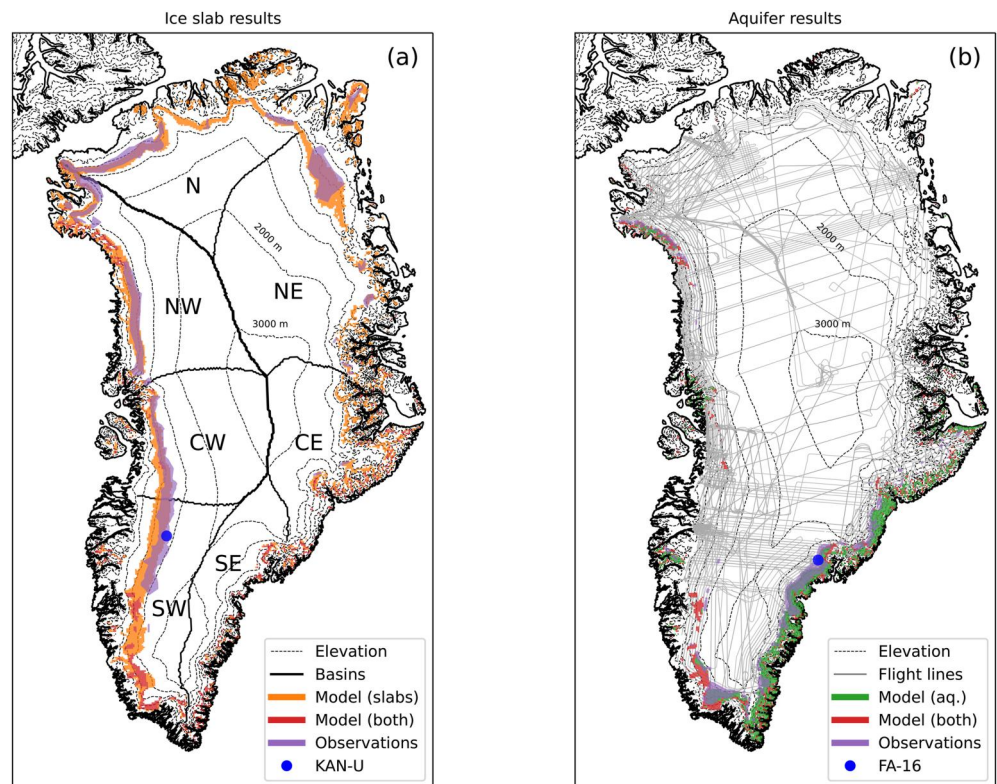 Ice slab results
(a)
N
2000 m
NW
NE
3000 m
CW
CE
SE
SW
Elevation
Basins
Model (slabs)
Model (both)
Observations
KAN-U
Aquifer results
(b)
2000 m
3000 m
Elevation
Flight lines
Model (aq.)
Model (both)
Observations
FA-16